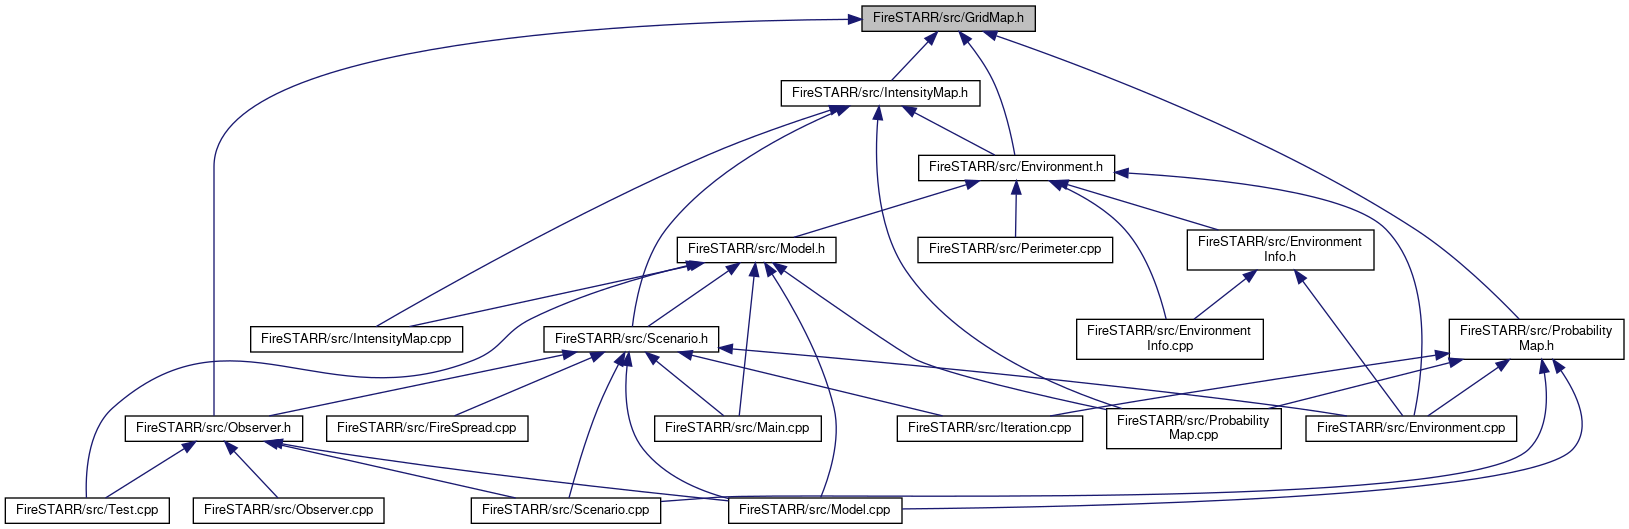 FireSTARR/src/GridMap.h
FireSTARR/src/IntensityMap.h
FireSTARR/src/Environment.h
FireSTARR/src/Model.h
FireSTARR/src/Perimeter.cpp
FireSTARR/src/Environment
Info.h
FireSTARR/src/IntensityMap.cpp
FireSTARR/src/Scenario.h
FireSTARR/src/Environment
Info.cpp
FireSTARR/src/Probability
Map.h
FireSTARR/src/Observer.h
FireSTARR/src/FireSpread.cpp
FireSTARR/src/Main.cpp
FireSTARR/src/Iteration.cpp
FireSTARR/src/Probability
Map.cpp
FireSTARR/src/Environment.cpp
FireSTARR/src/Test.cpp
FireSTARR/src/Observer.cpp
FireSTARR/src/Scenario.cpp
FireSTARR/src/Model.cpp